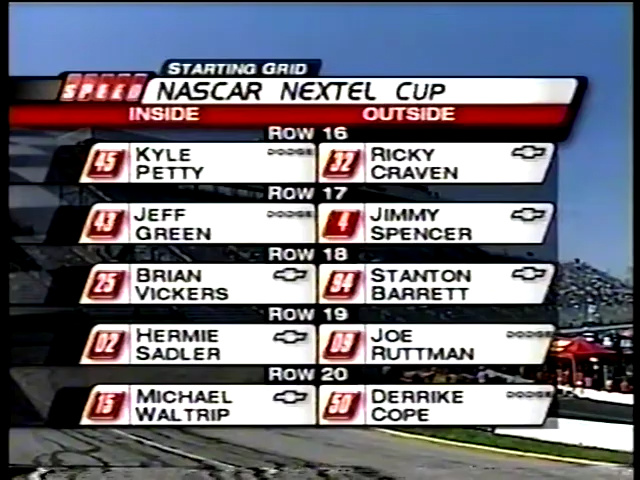 STARTING GRID
SPEED NASCAR NEXTEL CUP
INSIDE OUTSIDE
ROW 16
45 KYLE PETTY DODGE 32 RICKY CRAVEN
ROW 17
43 JEFF GREEN DODGE 4 JIMMY SPENCER
ROW 18
25 BRIAN VICKERS 94 STANTON BARRETT
ROW 19
02 HERMIE SADLER 09 JOE RUTTMAN DODGE
ROW 20
15 MICHAEL WALTRIP 50 DERRIKE COPE DODGE